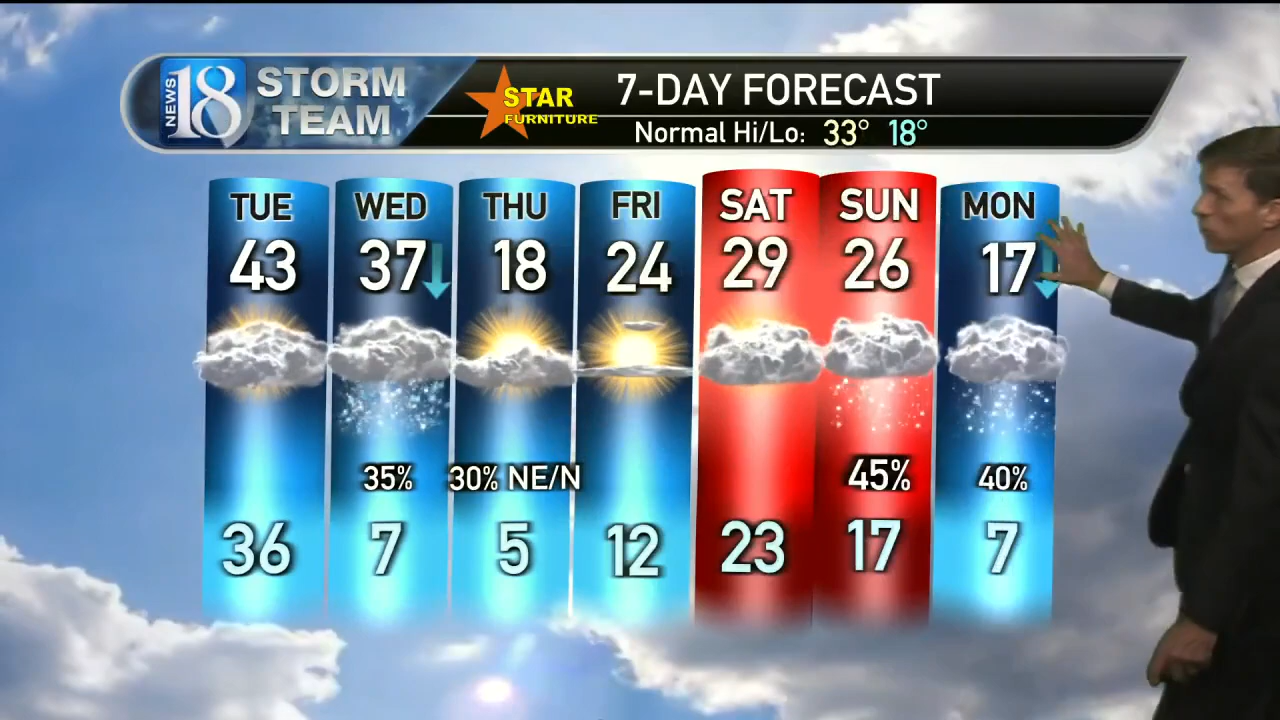 NEWS 18
STORM
TEAM
STAR
FURNITURE
7-DAY FORECAST
Normal Hi/Lo: 33° 18°
TUE WED THU FRI SAT SUN MON
43 37 18 24 29 26 17
35% 30% NE/N 45% 40%
36 7 5 12 23 17 7